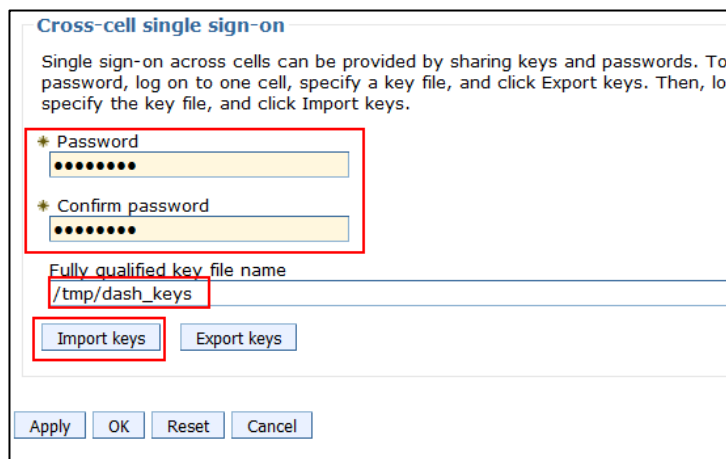 Cross-cell single sign-on
Single sign-on across cells can be provided by sharing keys and passwords. To
password, log on to one cell, specify a key file, and click Export keys. Then, lo
specify the key file, and click Import keys.
* Password
••••••••
* Confirm password
••••••••
Fully qualified key file name
/tmp/dash_keys
Import keys Export keys
Apply OK Reset Cancel